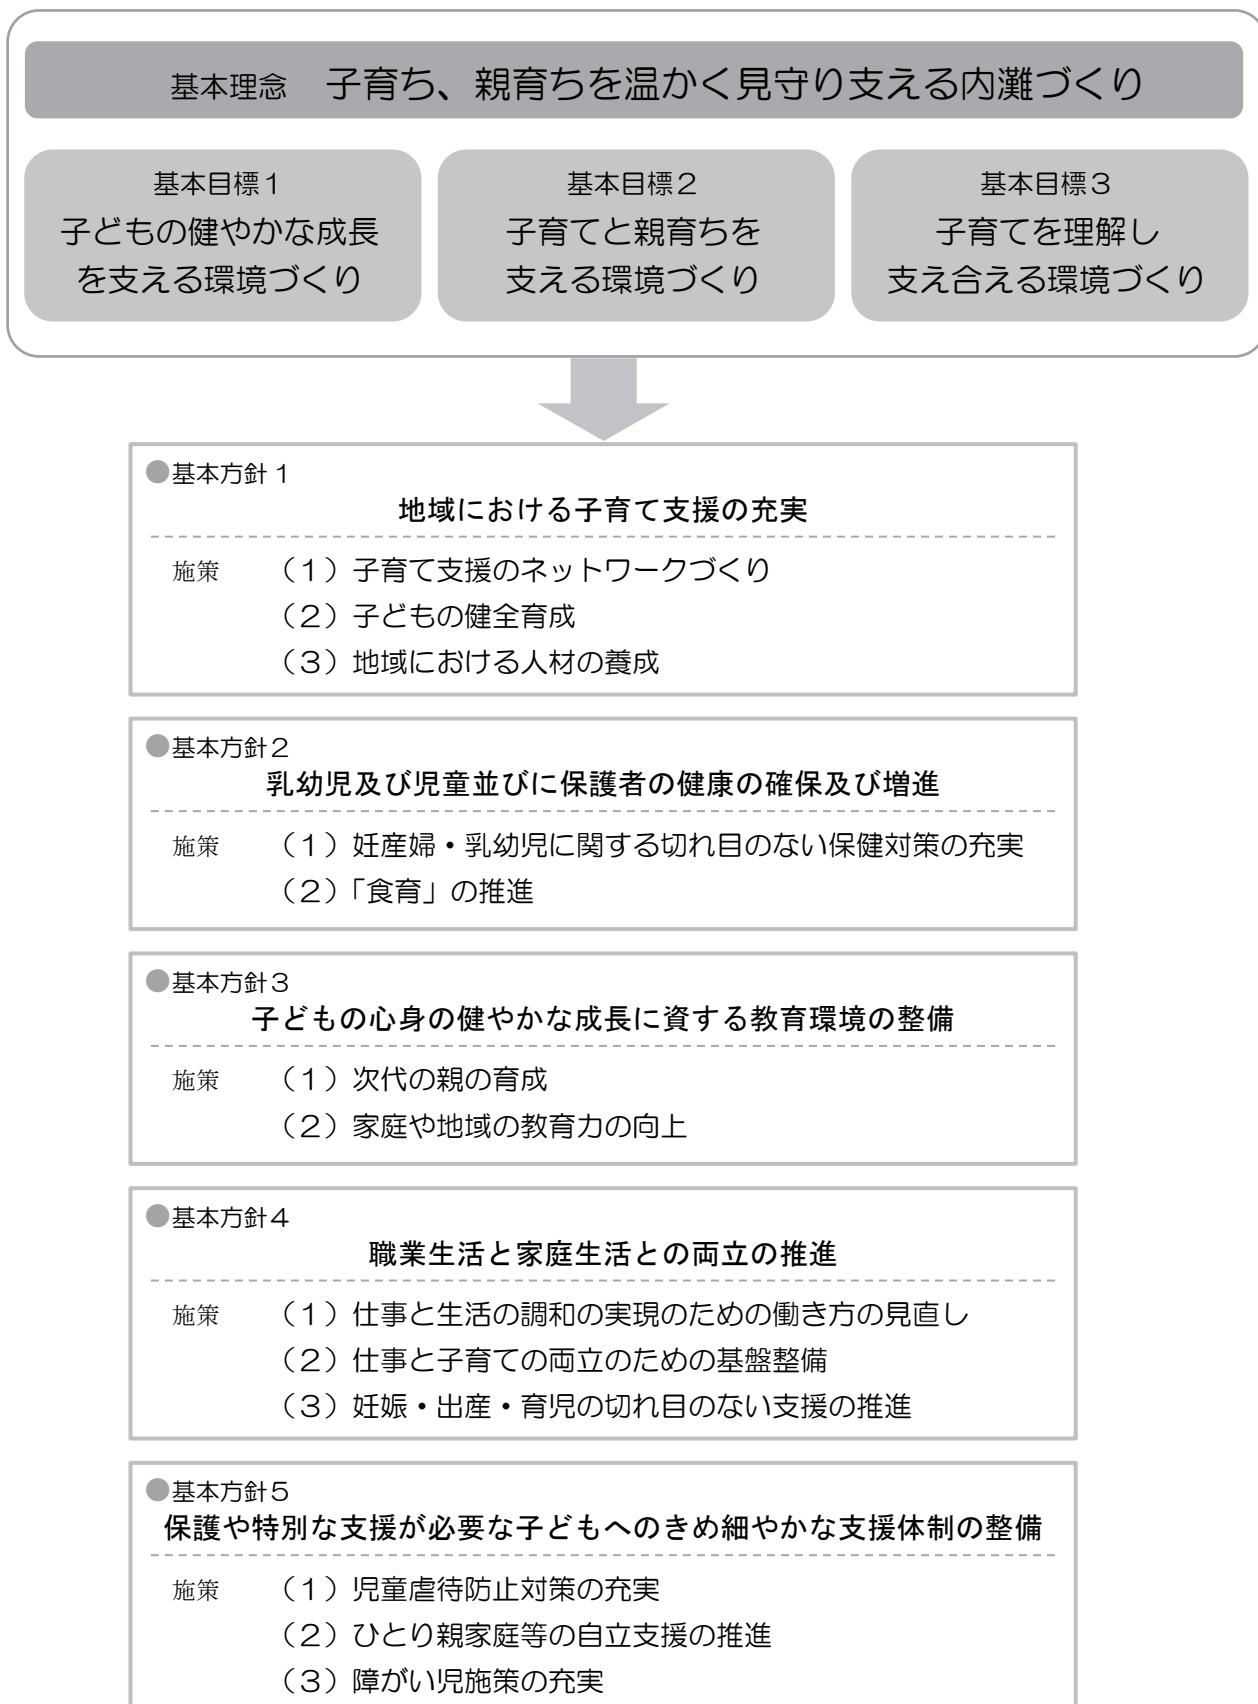 基本理念　子育ち、親育ちを温かく見守り支える内灘づくり
基本目標１
子どもの健やかな成長
を支える環境づくり
基本目標２
子育てと親育ちを
支える環境づくり
基本目標３
子育てを理解し
支え合える環境づくり
●基本方針１
地域における子育て支援の充実
施策　（１）子育て支援のネットワークづくり
（２）子どもの健全育成
（３）地域における人材の養成
●基本方針２
乳幼児及び児童並びに保護者の健康の確保及び増進
施策　（１）妊産婦・乳幼児に関する切れ目のない保健対策の充実
（２）「食育」の推進
●基本方針３
子どもの心身の健やかな成長に資する教育環境の整備
施策　（１）次代の親の育成
（２）家庭や地域の教育力の向上
●基本方針４
職業生活と家庭生活との両立の推進
施策　（１）仕事と生活の調和の実現のための働き方の見直し
（２）仕事と子育ての両立のための基盤整備
（３）妊娠・出産・育児の切れ目のない支援の推進
●基本方針５
保護や特別な支援が必要な子どもへのきめ細やかな支援体制の整備
施策　（１）児童虐待防止対策の充実
（２）ひとり親家庭等の自立支援の推進
（３）障がい児施策の充実